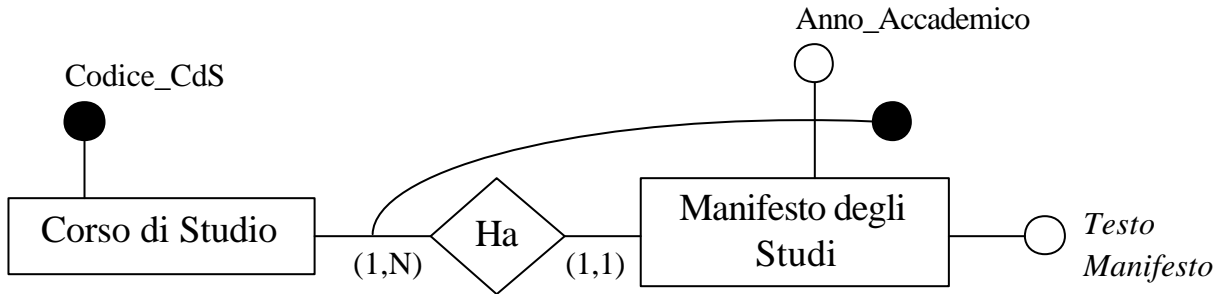 Anno_Accademico
Codice_CdS
Corso di Studio
(1,N)
Ha
(1,1)
Manifesto degli
Studi
Testo
Manifesto